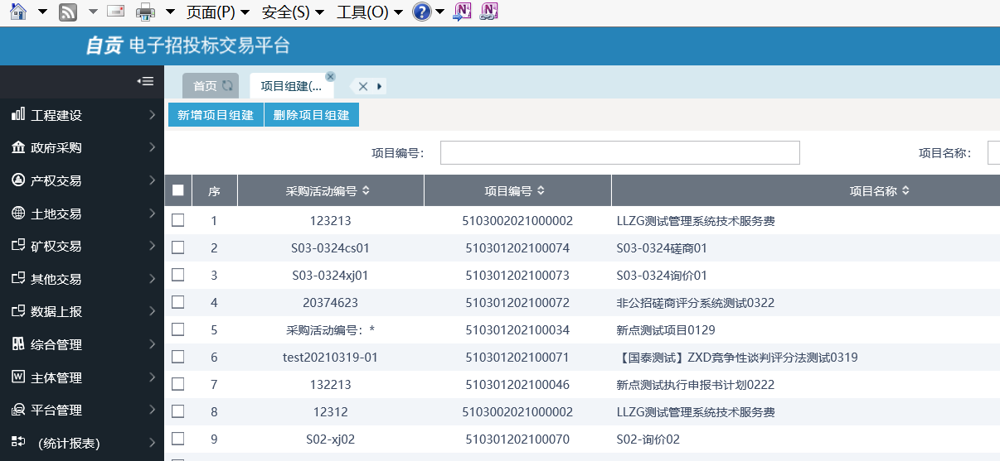 页面(P) 安全(S) 工具(O)
自贡 电子招投标交易平台
首页 项目组建(...
新增项目组建 删除项目组建
工程建设
政府采购
产权交易
土地交易
矿权交易
其他交易
数据上报
综合管理
主体管理
平台管理
(统计报表)
项目编号： 项目名称：
序 采购活动编号 项目编号 项目名称
1 123213 5103002021000002 LLZG测试管理系统技术服务费
2 S03-0324cs01 510301202100074 S03-0324磋商01
3 S03-0324xj01 510301202100073 S03-0324询价01
4 20374623 510301202100072 非公招磋商评分系统测试0322
5 采购活动编号：* 510301202100034 新点测试项目0129
6 test20210319-01 510301202100071 【国泰测试】ZXD竞争性谈判评分法测试0319
7 132213 510301202100046 新点测试执行申报书计划0222
8 12312 5103002021000002 LLZG测试管理系统技术服务费
9 S02-xj02 510301202100070 S02-询价02